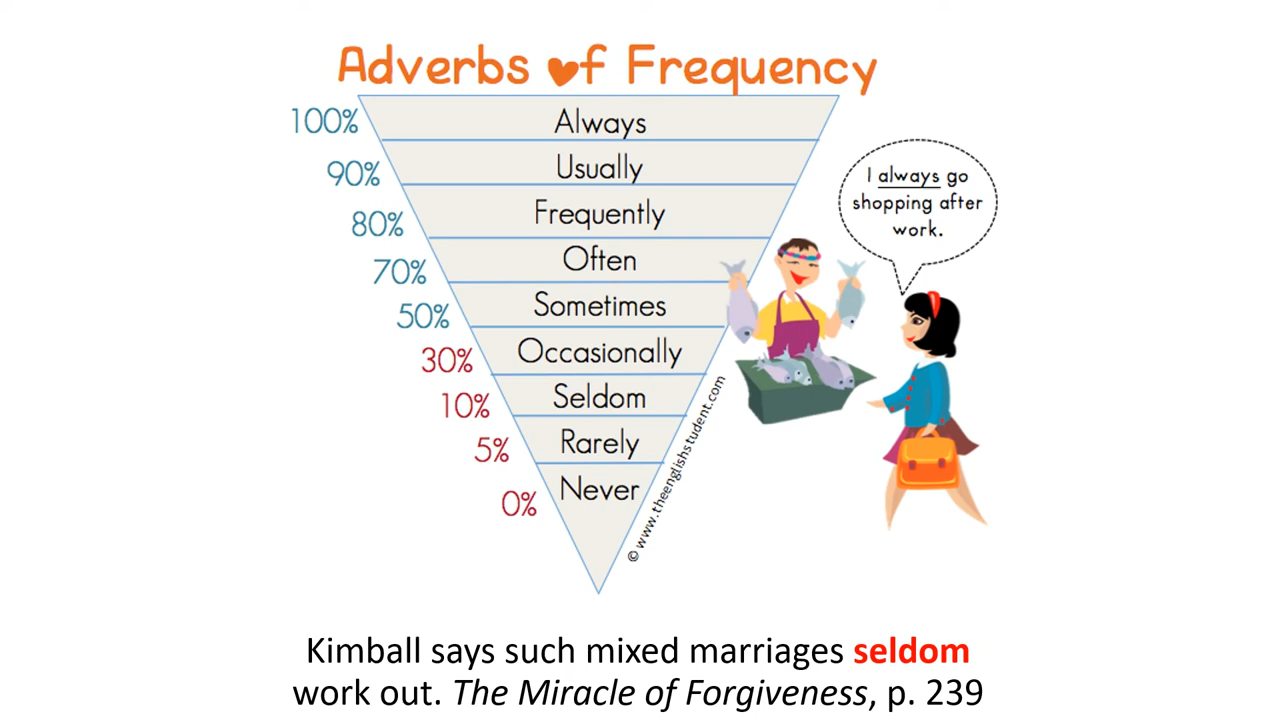 Adverbs of Frequency
100% Always
90% Usually
80% Frequently
70% Often
50% Sometimes
30% Occasionally
10% Seldom
5% Rarely
0% Never
I always go
shopping after
work.
© www.theenglishstudent.com
Kimball says such mixed marriages seldom
work out. The Miracle of Forgiveness, p. 239